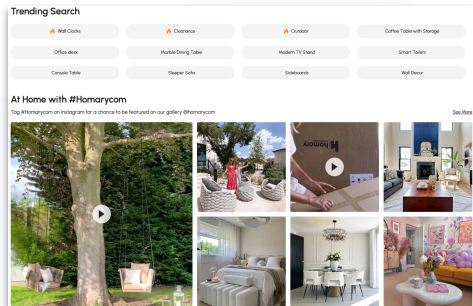 Trending Search
Wall Clocks
Clearance
Outdoor
Coffee Table with Storage
Office desk
Marble Dining Table
Modern TV Stand
Smart Toilets
Console Table
Sleeper Sofa
Sideboards
Wall Decor
At Home with #Homarycom
Tag #Homarycom on Instagram for a chance to be featured on our gallery @homarycom
See More
Homary